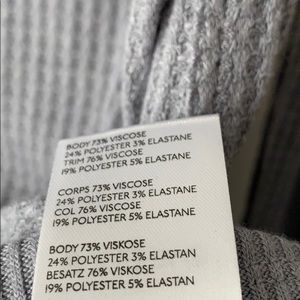 BODY 73% VISCOSE
24% POLYESTER 3% ELASTANE
TRIM 76% VISCOSE
19% POLYESTER 5% ELASTANE
CORPS 73% VISCOSE
24% POLYESTER 3% ELASTANE
COL 76% VISCOSE
19% POLYESTER 5% ELASTANE
BODY 73% VISKOSE
24% POLYESTER 3% ELASTAN
BESATZ 76% VISKOSE
19% POLYESTER 5% ELASTAN